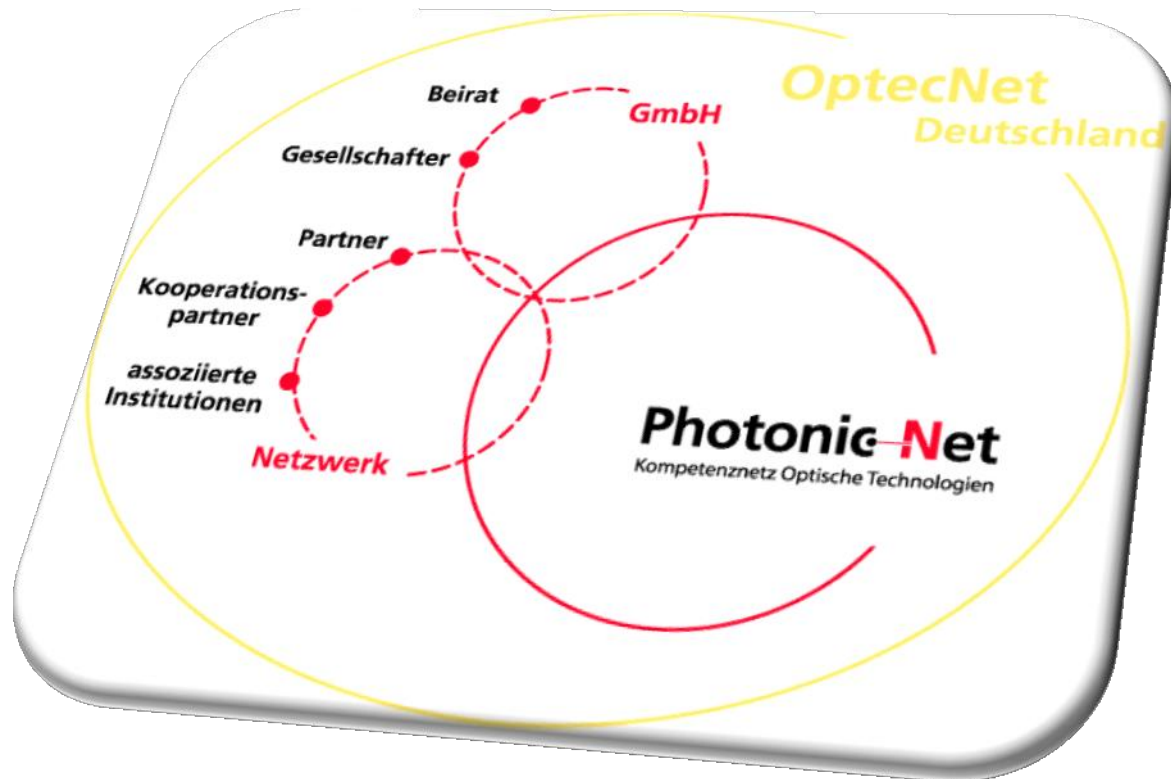 OptecNet
Deutschland
Beirat
GmbH
Gesellschafter
Partner
Kooperations-
partner
assoziierte
Institutionen
Netzwerk
Photonic Net
Kompetenznetz Optische Technologien